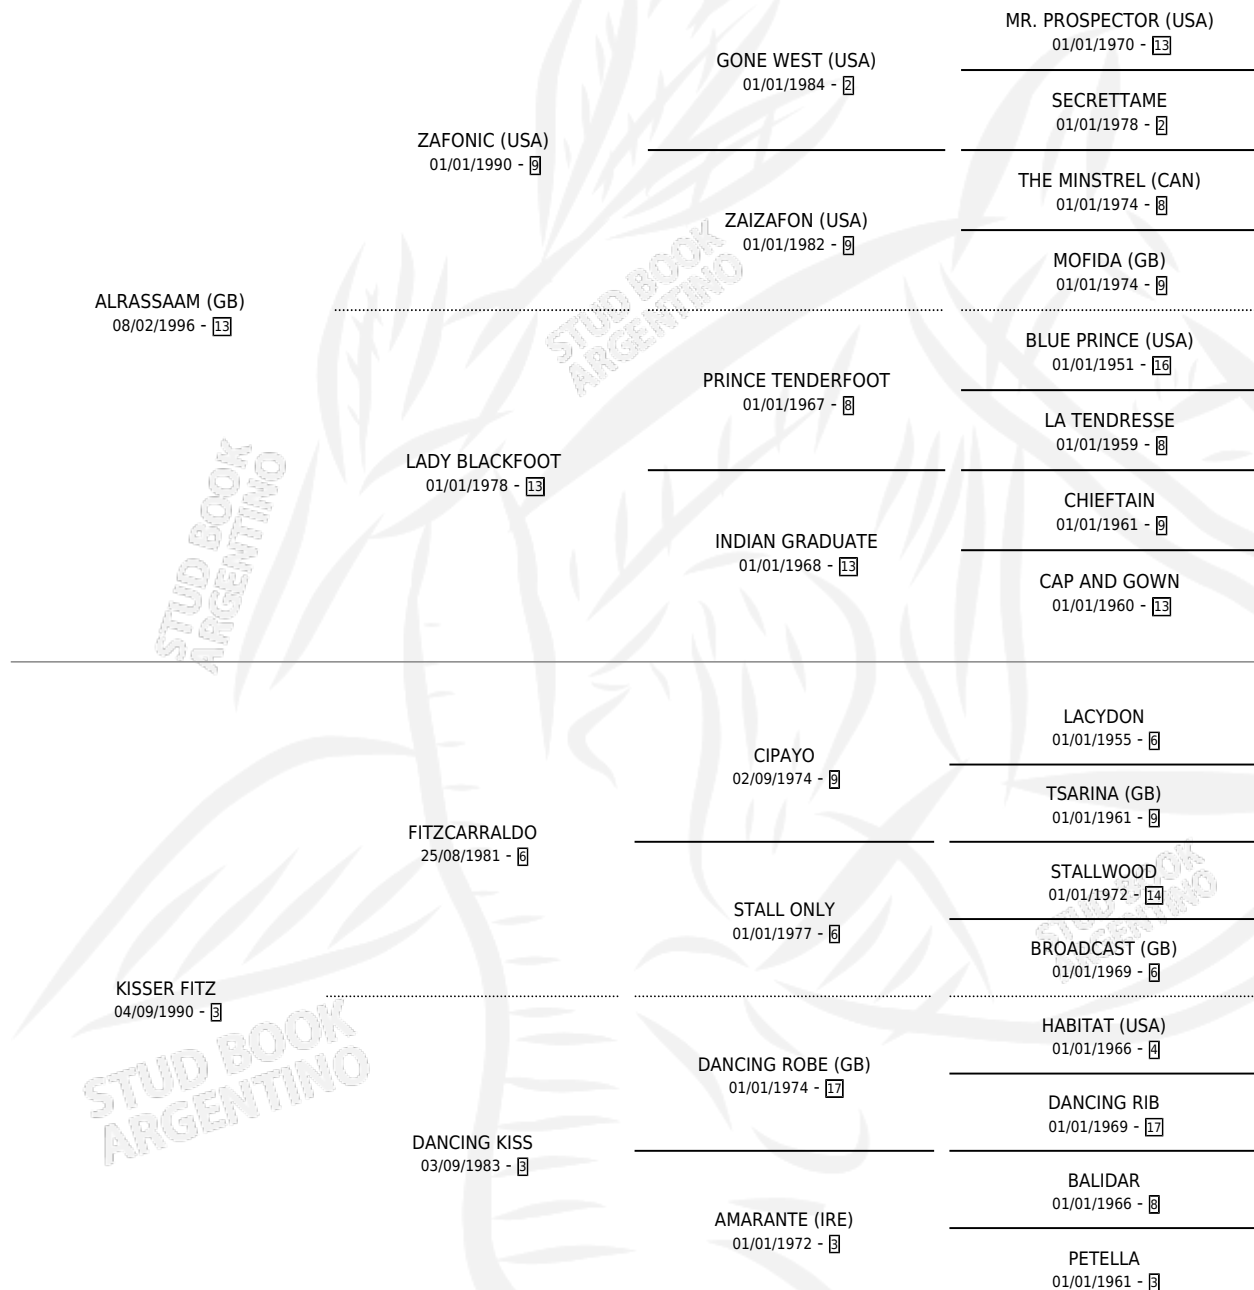 MR. PROSPECTOR (USA)
01/01/1970 - 13
GONE WEST (USA)
01/01/1984 - 2
SECRETTAME
01/01/1978 - 2
ZAFONIC (USA)
01/01/1990 - 9
THE MINSTREL (CAN)
01/01/1974 - 8
ZAIZAFON (USA)
01/01/1982 - 9
MOFIDA (GB)
01/01/1974 - 9
STUD BOOK
ARGENTINO
ALRASSAAM (GB)
08/02/1996 - 13
BLUE PRINCE (USA)
01/01/1951 - 16
PRINCE TENDERFOOT
01/01/1967 - 8
LA TENDRESSE
01/01/1959 - 8
LADY BLACKFOOT
01/01/1978 - 13
CHIEFTAIN
01/01/1961 - 9
INDIAN GRADUATE
01/01/1968 - 13
CAP AND GOWN
01/01/1960 - 13
STUD BOOK
ARGENTINO
LACYDON
01/01/1955 - 6
CIPAYO
02/09/1974 - 9
TSARINA (GB)
01/01/1961 - 9
FITZCARRALDO
25/08/1981 - 6
STALLWOOD
01/01/1972 - 14
STALL ONLY
01/01/1977 - 6
BROADCAST (GB)
01/01/1969 - 6
STUD BOOK
ARGENTINO
KISSER FITZ
04/09/1990 - 3
HABITAT (USA)
01/01/1966 - 4
DANCING ROBE (GB)
01/01/1974 - 17
DANCING RIB
01/01/1969 - 17
STUD BOOK
ARGENTINO
DANCING KISS
03/09/1983 - 3
BALIDAR
01/01/1966 - 8
AMARANTE (IRE)
01/01/1972 - 3
PETELLA
01/01/1961 - 3